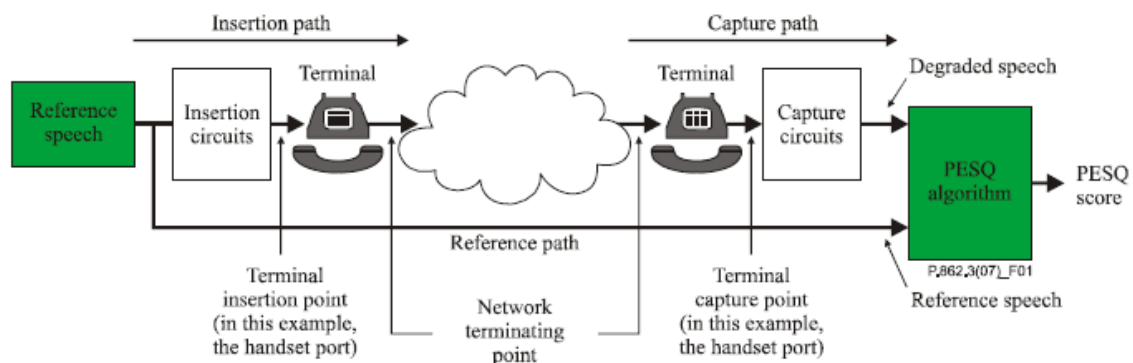 Insertion path
Capture path
Terminal
Terminal
Degraded speech
Reference
speech
Insertion
circuits
Capture
circuits
PESQ
algorithm
PESQ
score
Reference path
P.862.3(07)_F01
Reference speech
Terminal
insertion point
(in this example,
the handset port)
Network
terminating
point
Terminal
capture point
(in this example,
the handset port)